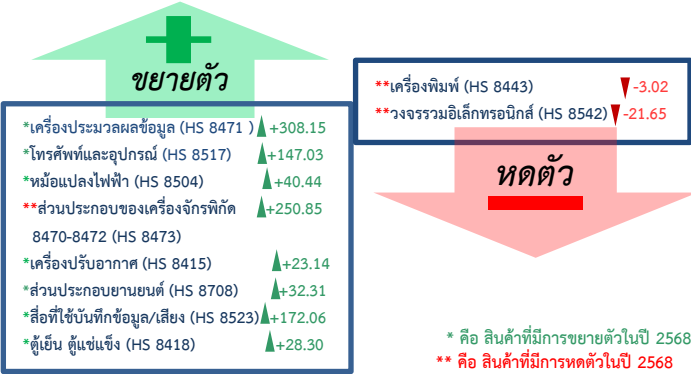 ขยายตัว
*เครื่องประมวลผลข้อมูล (HS 8471 ) +308.15
*โทรศัพท์และอุปกรณ์ (HS 8517) +147.03
*หม้อแปลงไฟฟ้า (HS 8504) +40.44
**ส่วนประกอบของเครื่องจักรพิกัด +250.85
8470-8472 (HS 8473)
*เครื่องปรับอากาศ (HS 8415) +23.14
*ส่วนประกอบยานยนต์ (HS 8708) +32.31
*สื่อที่ใช้บันทึกข้อมูล/เสียง (HS 8523) +172.06
*ตู้เย็น ตู้แช่แข็ง (HS 8418) +28.30
**เครื่องพิมพ์ (HS 8443) -3.02
**วงจรรวมอิเล็กทรอนิกส์ (HS 8542) -21.65
หดตัว
* คือ สินค้าที่มีการขยายตัวในปี 2568
** คือ สินค้าที่มีการหดตัวในปี 2568